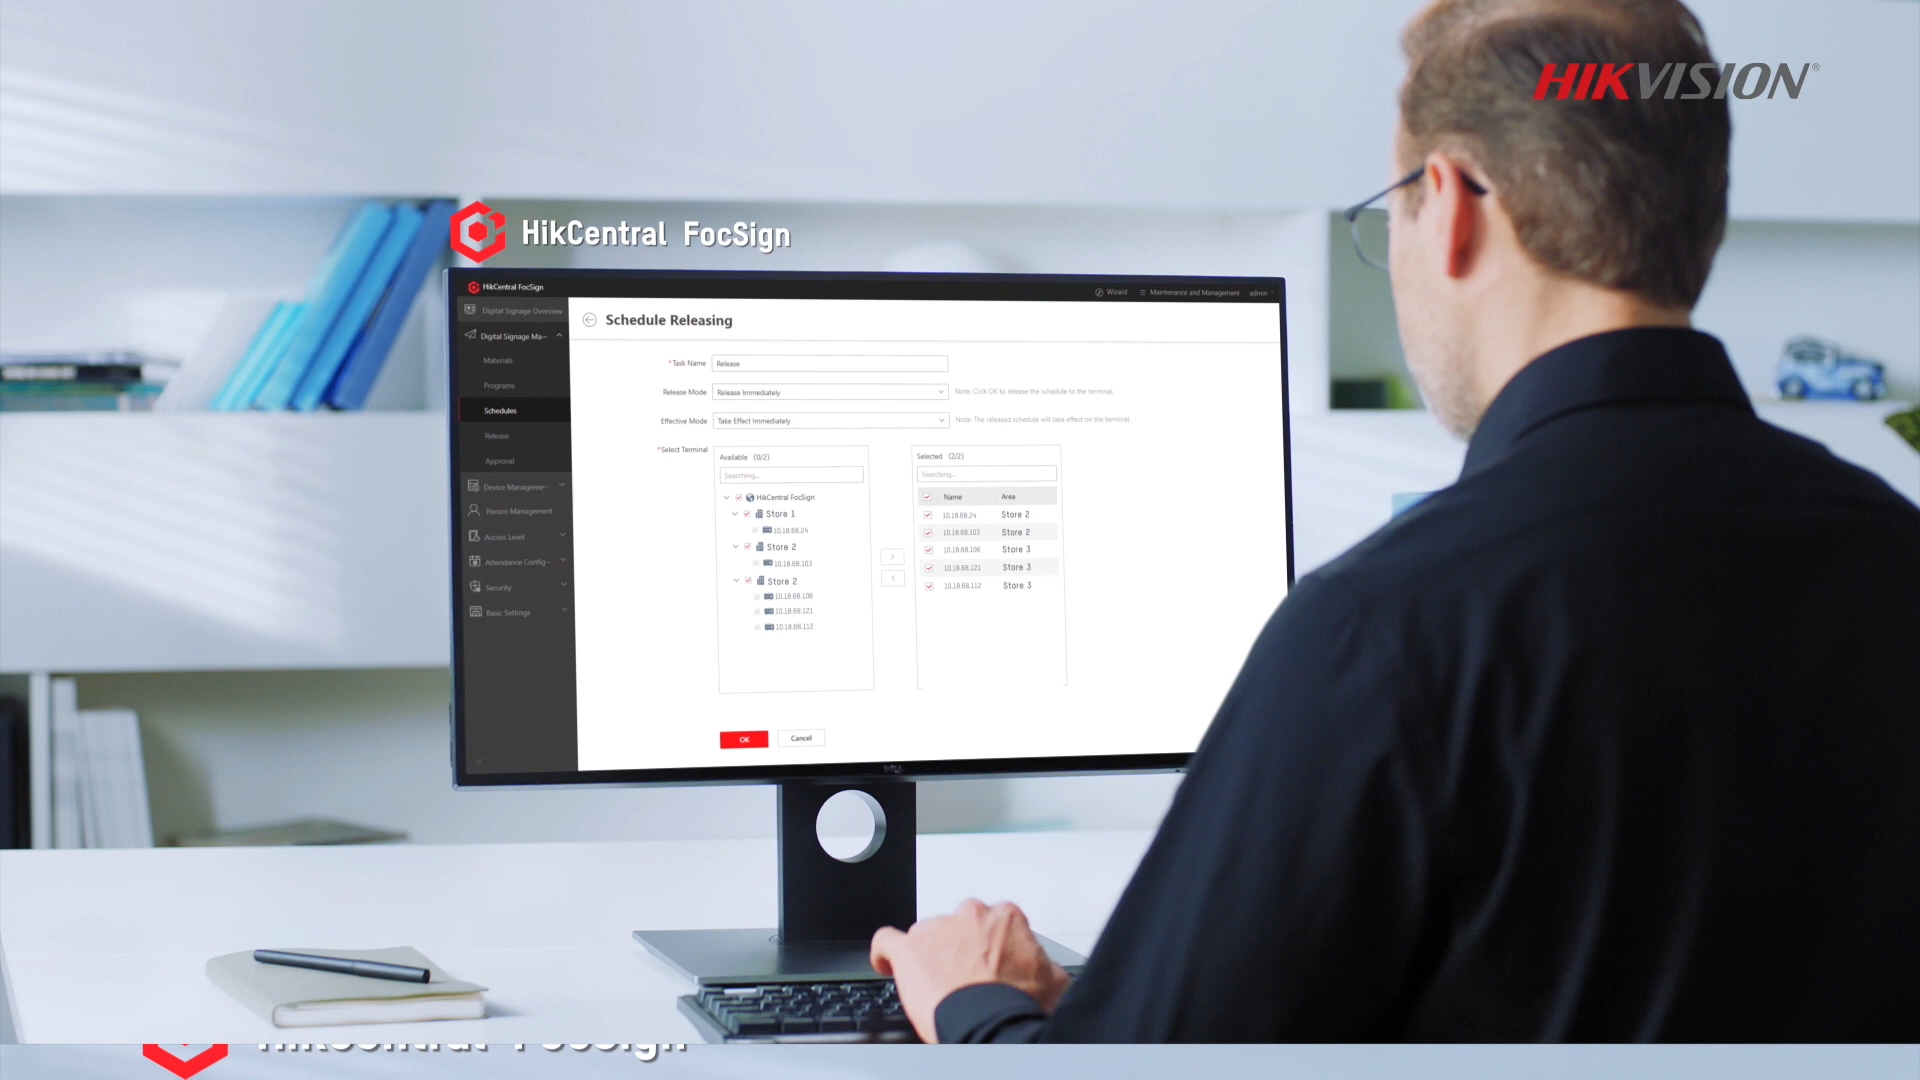 HIKVISION®
HikCentral FocSign
HikCentral FocSign
Wizard
Maintenance and Management
admin
Digital Signage Overview
Digital Signage Ma···
Materials
Programs
Schedules
Release
Approval
Device Manageme···
Person Management
Access Level
Attendance Config···
Security
Basic Settings
Schedule Releasing
*Task Name Release
Release Mode Release Immediately Note: Click OK to release the schedule to the terminal.
Effective Mode Take Effect Immediately Note: The released schedule will take effect on the terminal.
*Select Terminal
Available (0/2)
Searching...
HikCentral FocSign
Store 1
10.18.68.24
Store 2
10.18.68.103
Store 2
10.18.68.106
10.18.68.121
10.18.68.112
>
<
Selected (2/2)
Searching...
Name Area
10.18.68.24 Store 2
10.18.68.103 Store 2
10.18.68.106 Store 3
10.18.68.121 Store 3
10.18.68.112 Store 3
OK Cancel
DELL
HikCentral FocSign